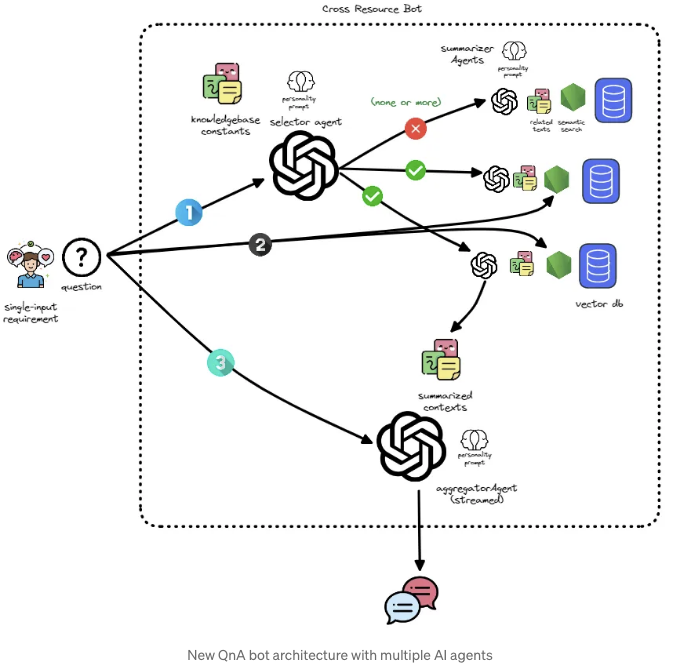 Cross Resource Bot
summarizer
Agents
personality
prompt
knowledgebase
constants
personality
prompt
selector agent
(none or more)
related
texts
semantic
search
1
2
?
question
single-input
requirement
vector db
3
summarized
contexts
personality
prompt
aggregatorAgent
(streamed)
New QnA bot architecture with multiple AI agents